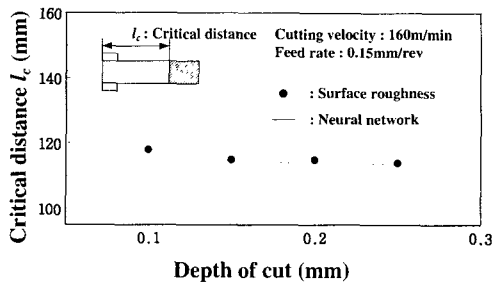 160
140
120
100
Critical distance l_c (mm)
l_c : Critical distance
Cutting velocity : 160m/min
Feed rate : 0.15mm/rev
● : Surface roughness
— : Neural network
0.1
0.2
0.3
Depth of cut (mm)